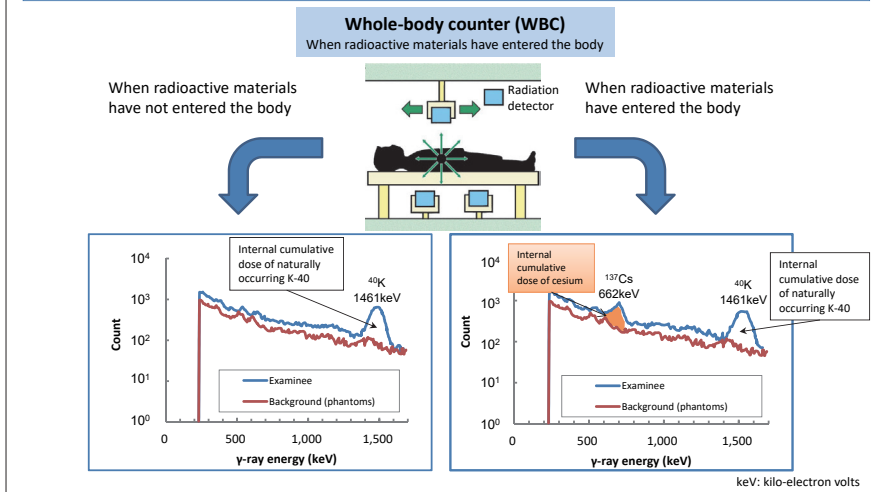 Whole-body counter (WBC)
When radioactive materials have entered the body
When radioactive materials
have not entered the body
Radiation
detector
When radioactive materials
have entered the body
10⁴
10³
10²
10¹
10⁰
Count
Internal
cumulative
dose of naturally
occurring K-40
⁴⁰K
1461keV
Examinee
Background (phantoms)
0
500
1,000
1,500
γ-ray energy (keV)
10⁴
10³
10²
10¹
10⁰
Count
Internal
cumulative
dose of cesium
¹³⁷Cs
662keV
⁴⁰K
1461keV
Internal
cumulative
dose of naturally
occurring K-40
Examinee
Background (phantoms)
0
500
1,000
1,500
γ-ray energy (keV)
keV: kilo-electron volts